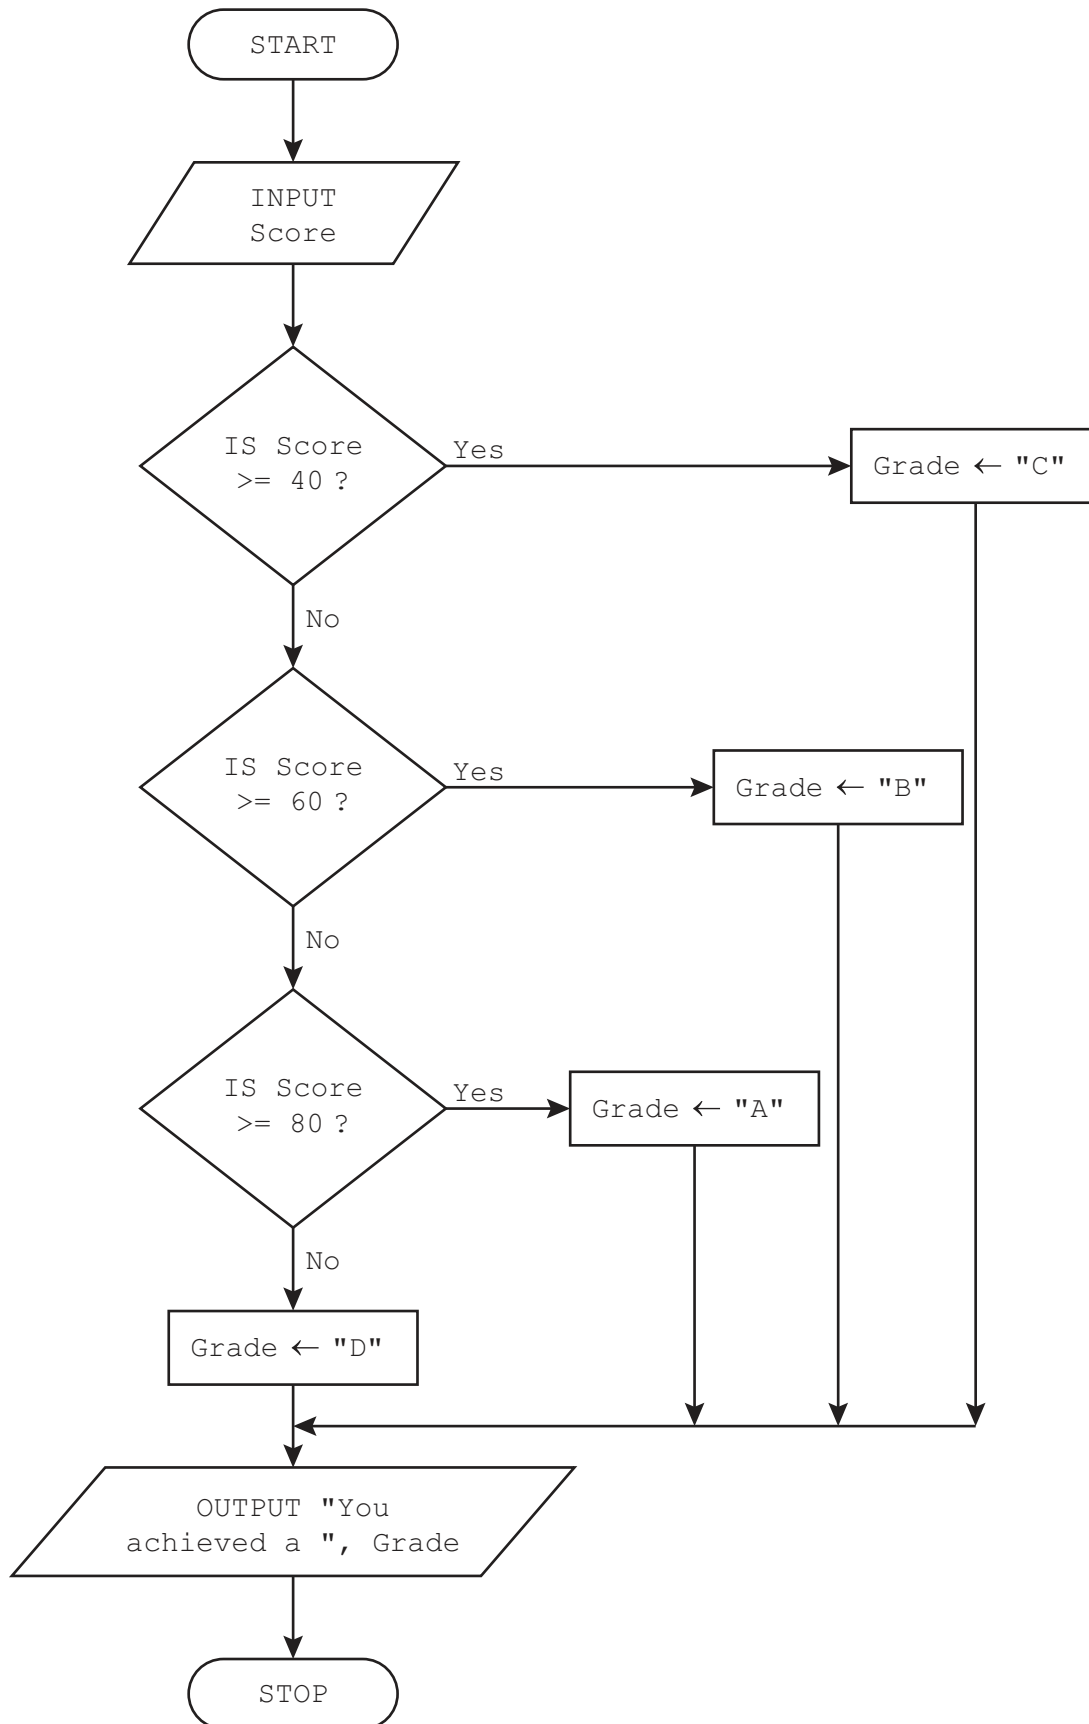 START
INPUT
Score
IS Score
>= 40 ?
Yes
Grade ← "C"
No
IS Score
>= 60 ?
Yes
Grade ← "B"
No
IS Score
>= 80 ?
Yes
Grade ← "A"
No
Grade ← "D"
OUTPUT "You
achieved a ", Grade
STOP